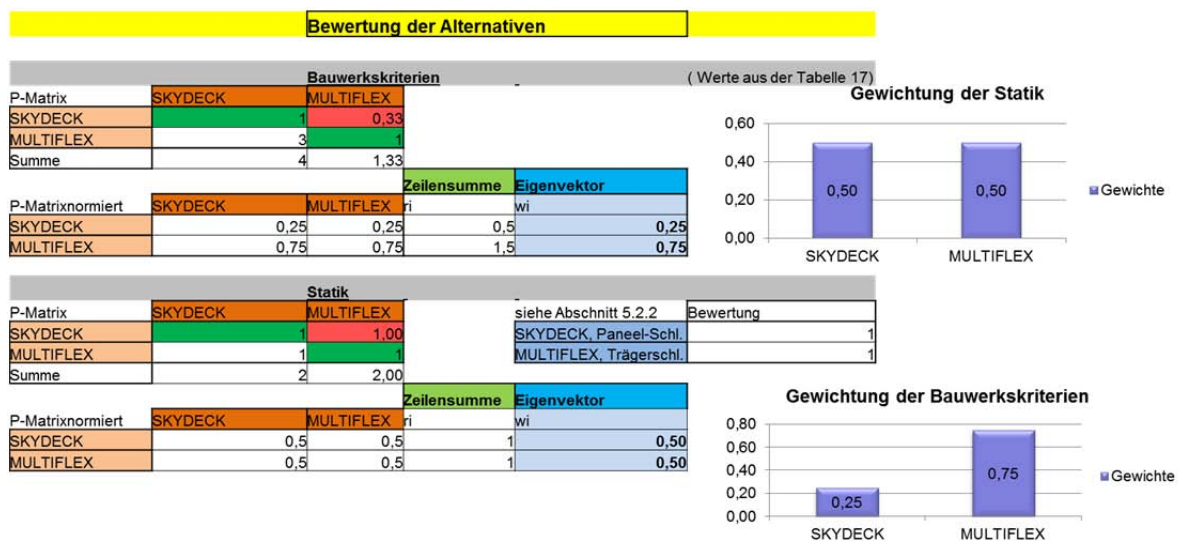 Bewertung der Alternativen
Bauwerkskriterien ( Werte aus der Tabelle 17)
P-Matrix SKYDECK MULTIFLEX
SKYDECK 1 0,33
MULTIFLEX 3 1
Summe 4 1,33
Zeilensumme Eigenvektor
P-Matrixnormiert SKYDECK MULTIFLEX ri wi
SKYDECK 0,25 0,25 0,5 0,25
MULTIFLEX 0,75 0,75 1,5 0,75
Gewichtung der Statik
0,60
0,40
0,20
0,00
0,50 0,50
SKYDECK MULTIFLEX
Gewichte
Statik
P-Matrix SKYDECK MULTIFLEX siehe Abschnitt 5.2.2 Bewertung
SKYDECK 1 1,00 SKYDECK, Paneel-Schl. 1
MULTIFLEX 1 1 MULTIFLEX, Trägerschl. 1
Summe 2 2,00
Zeilensumme Eigenvektor
P-Matrixnormiert SKYDECK MULTIFLEX ri wi
SKYDECK 0,5 0,5 1 0,50
MULTIFLEX 0,5 0,5 1 0,50
Gewichtung der Bauwerkskriterien
0,80
0,60
0,40
0,20
0,00
0,25 0,75
SKYDECK MULTIFLEX
Gewichte